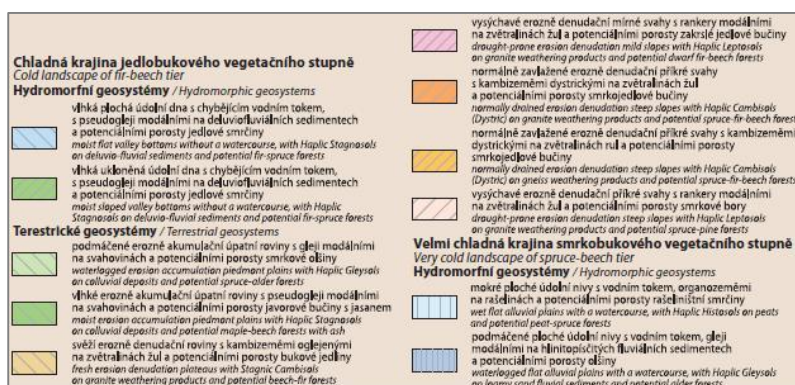 Chladná krajina jedlobukového vegetačního stupně
Cold landscape of fir-beech tier
Hydromorfní geosystémy / Hydromorphic geosystems
vlhká plochá údolní dna s chybějícím vodním tokem,
s pseudogleji modálními na deluviofluviálních sedimentech
a potenciálními porosty jedlové smrčiny
moist flat valley bottoms without a watercourse, with Haplic Stagnosols
on deluvio-fluvial sediments and potential fir-spruce forests
vlhká ukloněná údolní dna s chybějícím vodním tokem,
s pseudogleji modálními na deluviofluviálních sedimentech
a potenciálními porosty jedlové smrčiny
moist sloped valley bottoms without a watercourse, with Haplic
Stagnosols on deluvio-fluvial sediments and potential fir-spruce forests
Terestrické geosystémy / Terrestrial geosystems
podmáčené erozně akumulační úpatní roviny s gleji modálními
na svahovinách a potenciálními porosty smrkové olšiny
waterlogged erosion accumulation piedmont plains with Haplic Gleysols
on colluvial deposits and potential spruce-alder forests
vlhké erozně akumulační úpatní roviny s pseudogleji modálními
na svahovinách a potenciálními porosty javorové bučiny s jasanem
moist erosion accumulation piedmont plains with Haplic Stagnosols
on colluvial deposits and potential maple-beech forests with ash
svěží erozně denudační roviny s kambizeměmi oglejenými
na zvětralinách žul a potenciálními porosty bukové jedliny
fresh erosion denudation plateaus with Stagnic Cambisols
on granite weathering products and potential beech-fir forests
vysýchavé erozně denudační mírné svahy s rankery modálními
na zvětralinách žul a potenciálními porosty zakrslé jedlové bučiny
drought-prone erosion denudation mild slopes with Haplic Leptosols
on granite weathering products and potential dwarf fir-beech forests
normálně zavlažené erozně denudační příkré svahy
s kambizeměmi dystrickými na zvětralinách žul
a potenciálními porosty smrkojedlové bučiny
normally drained erosion denudation steep slopes with Haplic Cambisols
(Dystric) on granite weathering products and potential spruce-fir-beech forests
normálně zavlažené erozně denudační příkré svahy s kambizeměmi
dystrickými na zvětralinách rul a potenciálními porosty
smrkojedlové bučiny
normally drained erosion denudation steep slopes with Haplic Cambisols
(Dystric) on gneiss weathering products and potential spruce-fir-beech forests
vysýchavé erozně denudační příkré svahy s rankery modálními
na zvětralinách žul a potenciálními porosty smrkové bory
drought-prone erosion denudation steep slopes with Haplic Leptosols
on granite weathering products and potential spruce-pine forests
Velmi chladná krajina smrkobukového vegetačního stupně
Very cold landscape of spruce-beech tier
Hydromorfní geosystémy / Hydromorphic geosystems
mokré ploché údolní nivy s vodním tokem, organozeměmi
na rašelinách a potenciálními porosty rašeliništní smrčiny
wet flat alluvial plains with a watercourse, with Haplic Histosols on peats
and potential peat-spruce forests
podmáčené ploché údolní nivy s vodním tokem, gleji
modálními na hlinitopísčitých fluviálních sedimentech
a potenciálními porosty olšiny
waterlogged flat alluvial plains with a watercourse, with Haplic Gleysols
on loamy sand fluvial sediments and potential alder forests